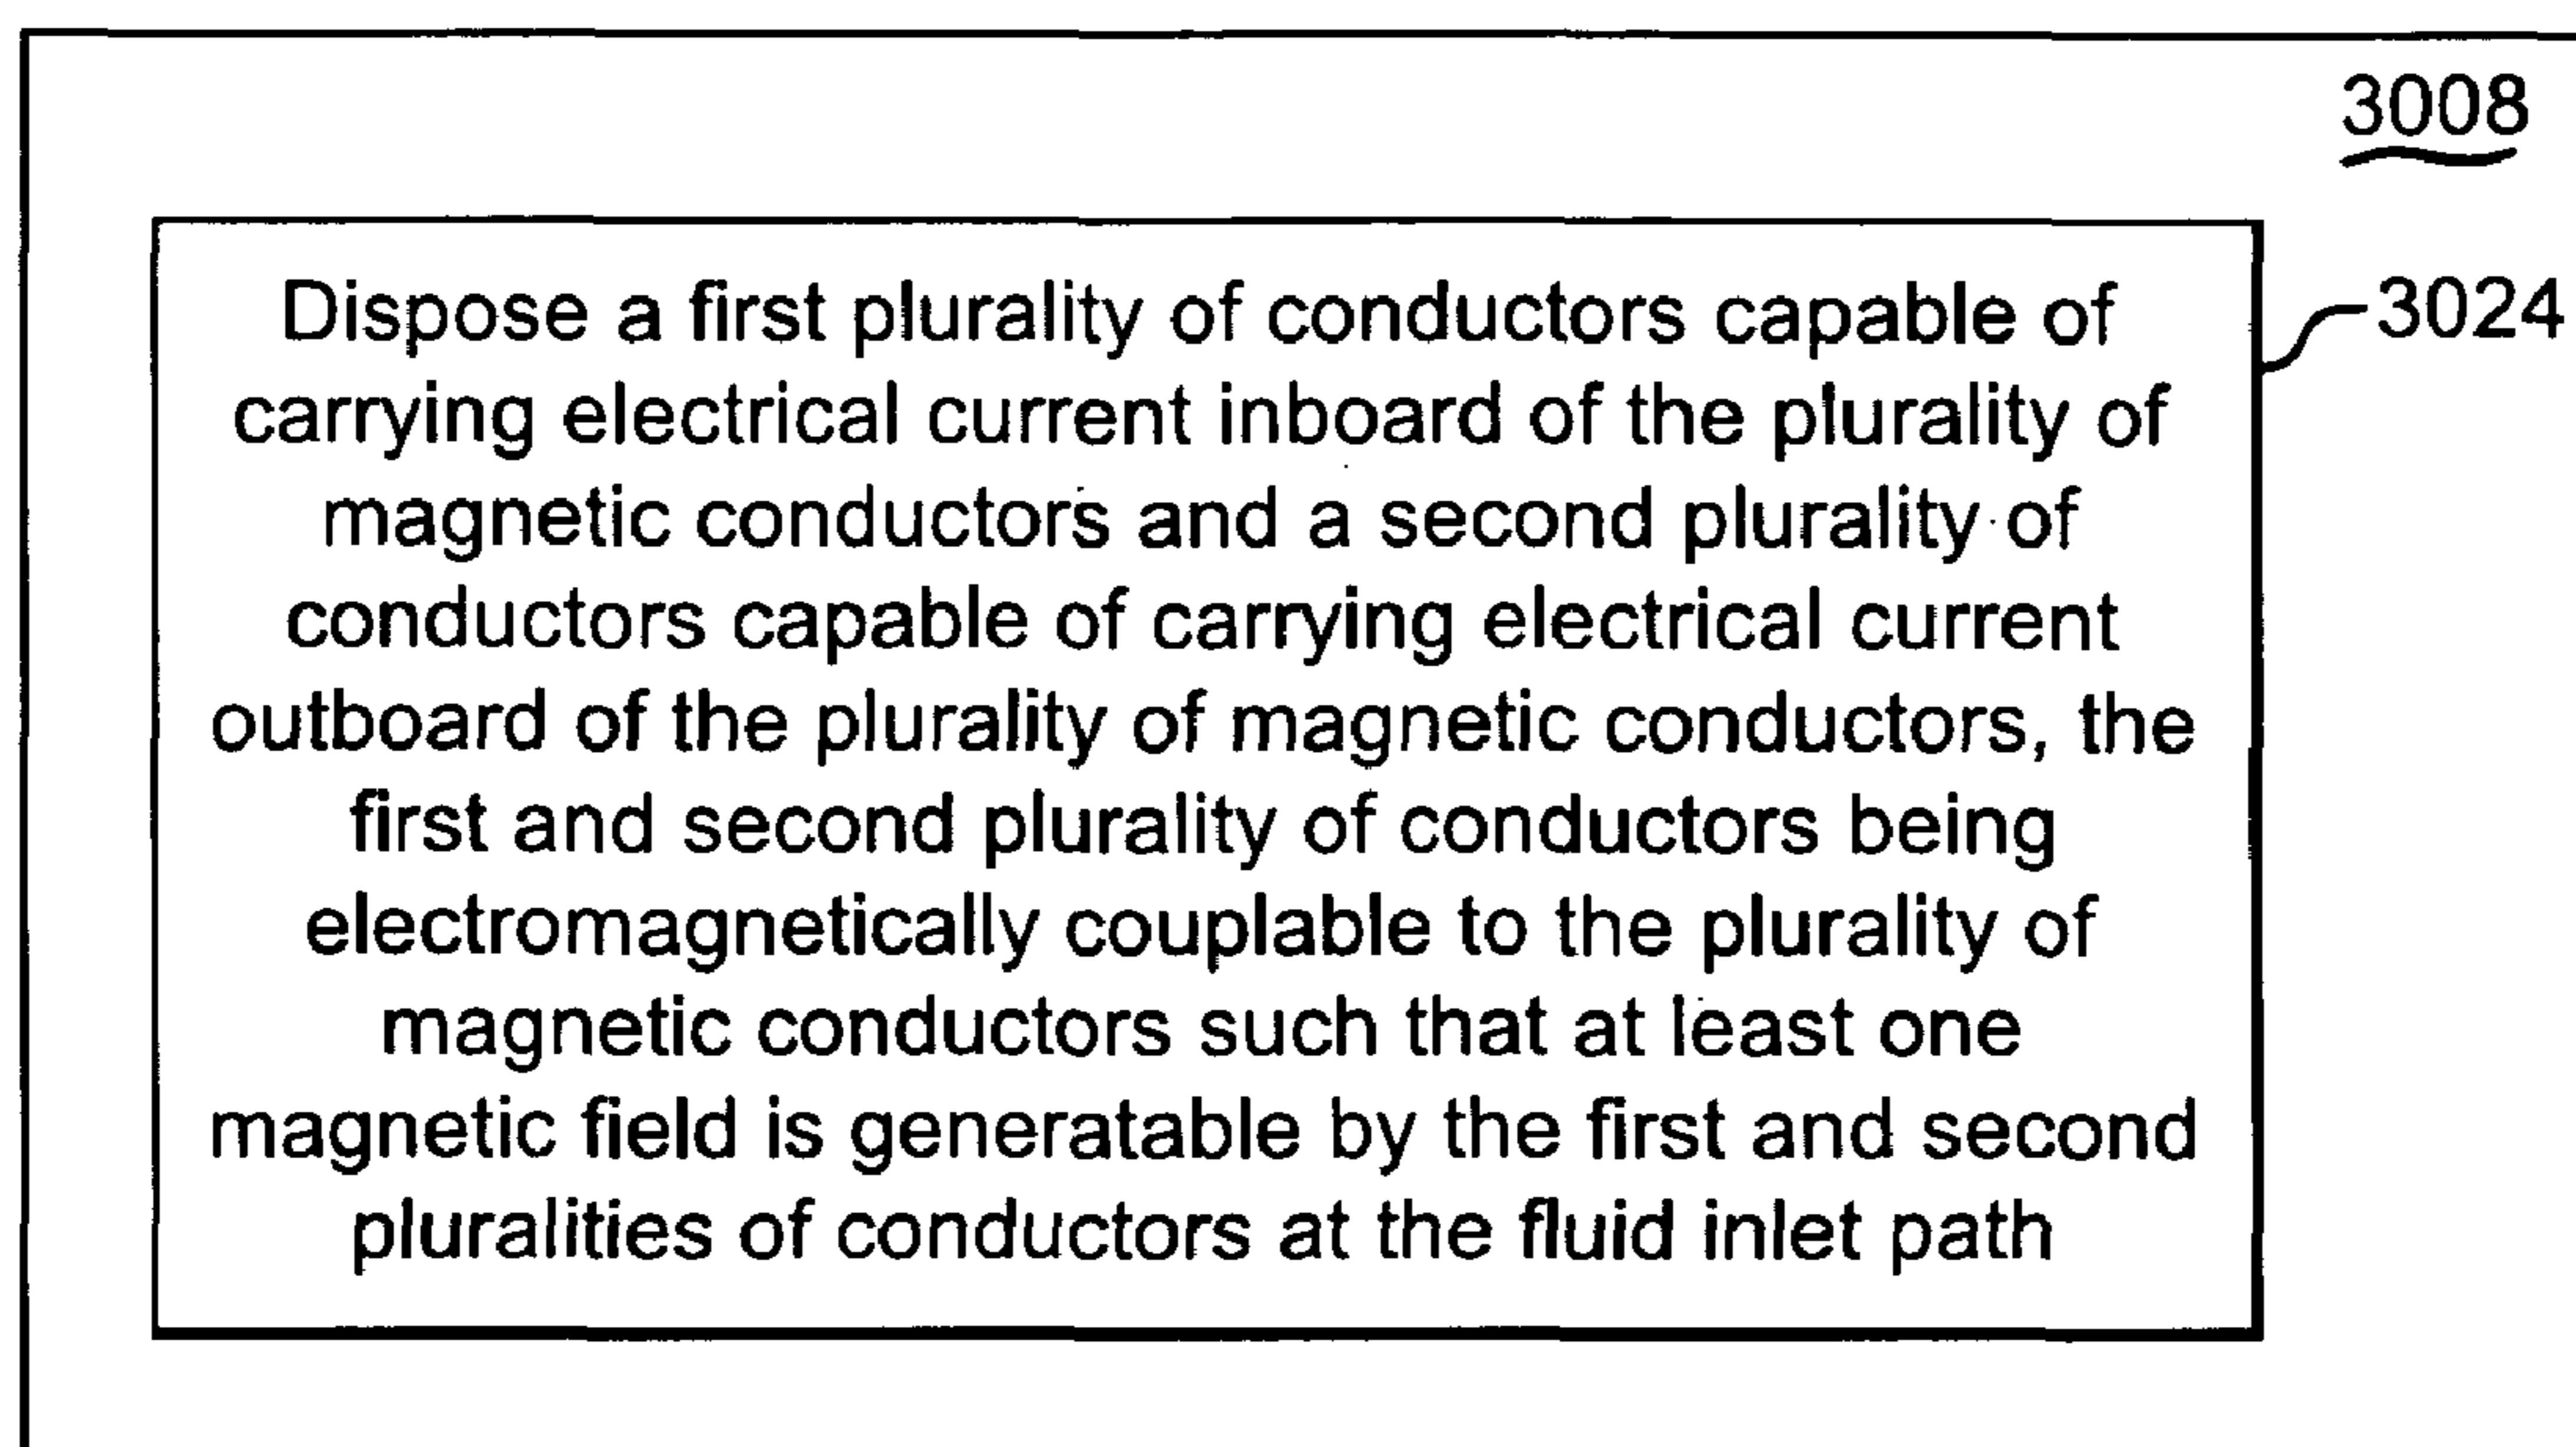 3008
Dispose a first plurality of conductors capable of
3024
carrying electrical current inboard of the plurality of
magnetic conductors and a second plurality of
conductors capable of carrying electrical current
outboard of the plurality of magnetic conductors, the
first and second plurality of conductors being
electromagnetically couplable to the plurality of
magnetic conductors such that at least one
magnetic field is generatable by the first and second
pluralities of conductors at the fluid inlet path